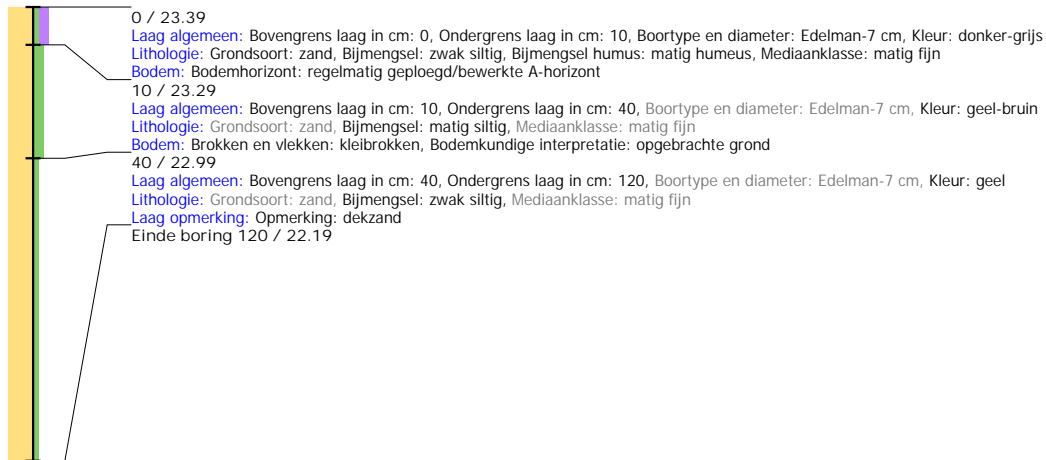 0 / 23.39
Laag algemeen: Bovengrens laag in cm: 0, Ondergrens laag in cm: 10, Boortype en diameter: Edelman-7 cm, Kleur: donker-grijs
Lithologie: Grondsoort: zand, Bijmengsel: zwak siltig, Bijmengsel humus: matig humeus, Mediaanklasse: matig fijn
Bodem: Bodemhorizont: regelmatig geploegd/bewerkte A-horizont
10 / 23.29
Laag algemeen: Bovengrens laag in cm: 10, Ondergrens laag in cm: 40, Boortype en diameter: Edelman-7 cm, Kleur: geel-bruin
Lithologie: Grondsoort: zand, Bijmengsel: matig siltig, Mediaanklasse: matig fijn
Bodem: Brokken en vlekken: kleibrokken, Bodemkundige interpretatie: opgebrachte grond
40 / 22.99
Laag algemeen: Bovengrens laag in cm: 40, Ondergrens laag in cm: 120, Boortype en diameter: Edelman-7 cm, Kleur: geel
Lithologie: Grondsoort: zand, Bijmengsel: zwak siltig, Mediaanklasse: matig fijn
Laag opmerking: Opmerking: dekzand
Einde boring 120 / 22.19